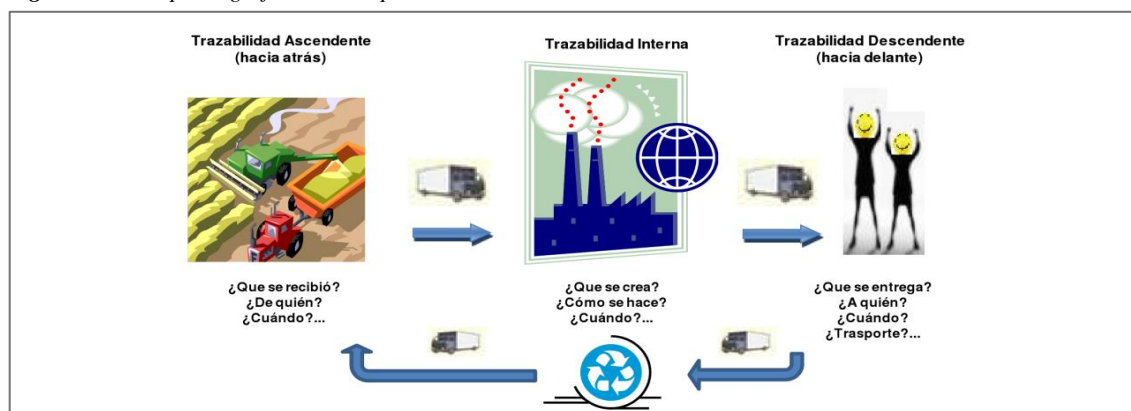 Trazabilidad Ascendente
(hacia atrás)
Trazabilidad Interna
Trazabilidad Descendente
(hacia delante)
¿Que se recibió?
¿De quién?
¿Cuándo?...
¿Que se crea?
¿Cómo se hace?
¿Cuándo?...
¿Que se entrega?
¿A quién?
¿Cuándo?
¿Trasporte?...